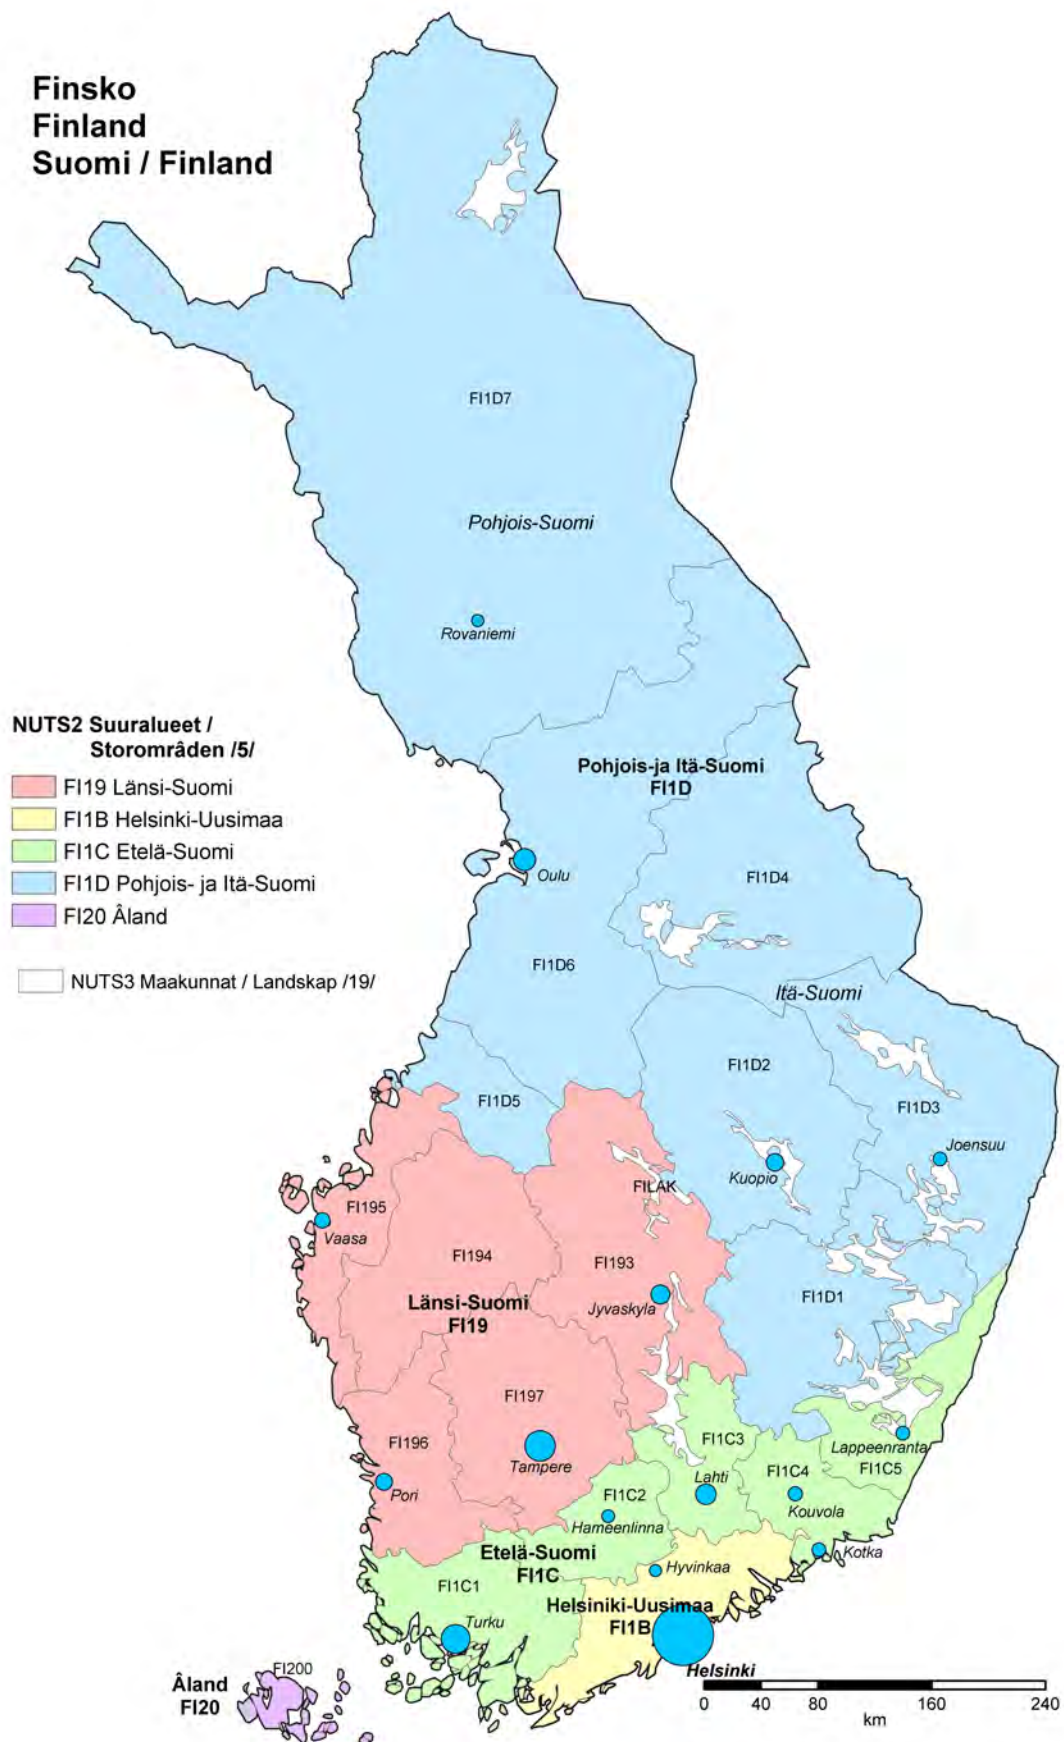 Finsko
Finland
Suomi / Finland
FI1D7
Pohjois-Suomi
Rovaniemi
NUTS2 Suuralueet /
Storområden /5/
FI19 Länsi-Suomi
FI1B Helsinki-Uusimaa
FI1C Etelä-Suomi
FI1D Pohjois- ja Itä-Suomi
FI20 Åland
NUTS3 Maakunnat / Landskap /19/
Pohjois-ja Itä-Suomi
FI1D
Oulu
FI1D4
FI1D6
Itä-Suomi
FI1D2
FI1D5
FI1D3
Joensuu
Kuopio
FILAK
FI195
Vaasa
FI194
FI193
Länsi-Suomi
FI19
Jyvaskyla
FI1D1
FI197
FI196
Tampere
Pori
FI1C3
Lappeenranta
FI1C5
FI1C4
Lahti
Kouvola
FI1C2
Hameenlinna
Kotka
Etelä-Suomi
FI1C
Hyvinkaa
FI1C1
Helsiniki-Uusimaa
FI1B
Turku
Helsinki
FI200
Åland
FI20
0 40 80 160 240
km